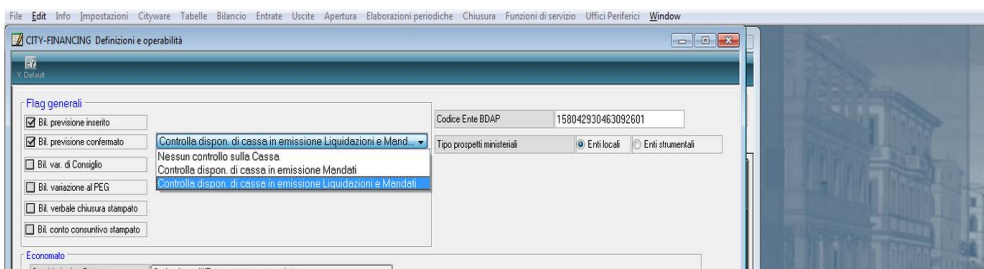 File Edit Info Impostazioni Cityware Tabelle Bilancio Entrate Uscite Apertura Elaborazioni periodiche Chiusura Funzioni di servizio Uffici Periferici Window
CITY-FINANCING Definizioni e operabilità
V. Default
Flag generali
Bil. previsione inserito
Codice Ente BDAP 158042930463092601
Bil. previsione confermato Controlla dispon. di cassa in emissione Liquidazioni e Mand...
Tipo prospetti ministeriali Enti locali Enti strumentali
Nessun controllo sulla Cassa
Bil. var. di Consiglio
Controlla dispon. di cassa in emissione Mandati
Controlla dispon. di cassa in emissione Liquidazioni e Mandati
Bil. variazione al PEG
Bil. verbale chiusura stampato
Bil. conto consuntivo stampato
Economato